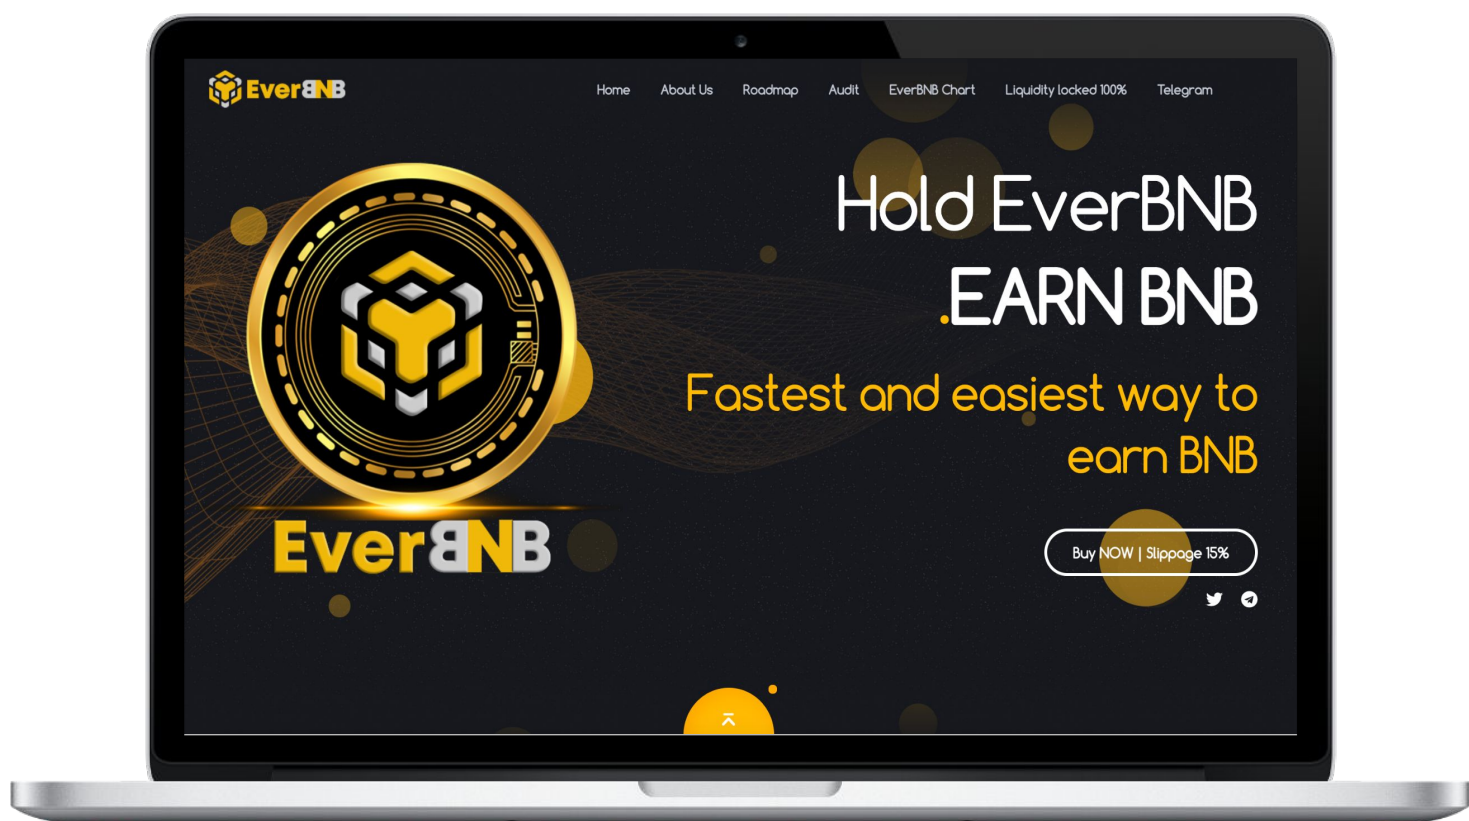 EverBNB
Home
About Us
Roadmap
Audit
EverBNB Chart
Liquidity locked 100%
Telegram
Hold EverBNB
.EARN BNB
Fastest and easiest way to
earn BNB
EverBNB
Buy NOW | Slippage 15%